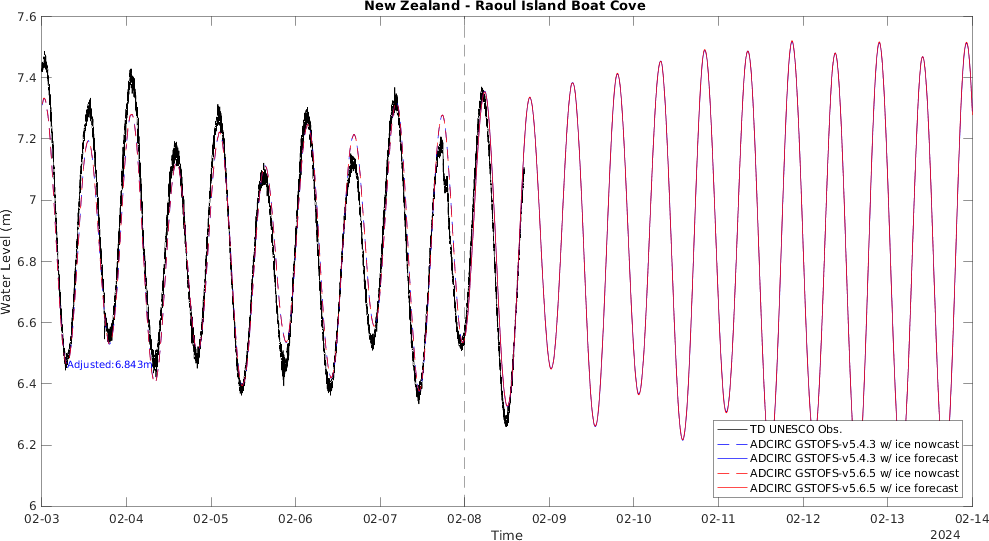 New Zealand - Raoul Island Boat Cove
7.6
7.4
7.2
7
6.8
6.6
6.4
6.2
6
Water Level (m)
Adjusted:6.843m
TD UNESCO Obs.
ADCIRC GSTOFS-v5.4.3 w/ ice nowcast
ADCIRC GSTOFS-v5.4.3 w/ ice forecast
ADCIRC GSTOFS-v5.6.5 w/ ice nowcast
ADCIRC GSTOFS-v5.6.5 w/ ice forecast
02-03 02-04 02-05 02-06 02-07 02-08 02-09 02-10 02-11 02-12 02-13 02-14
Time
2024